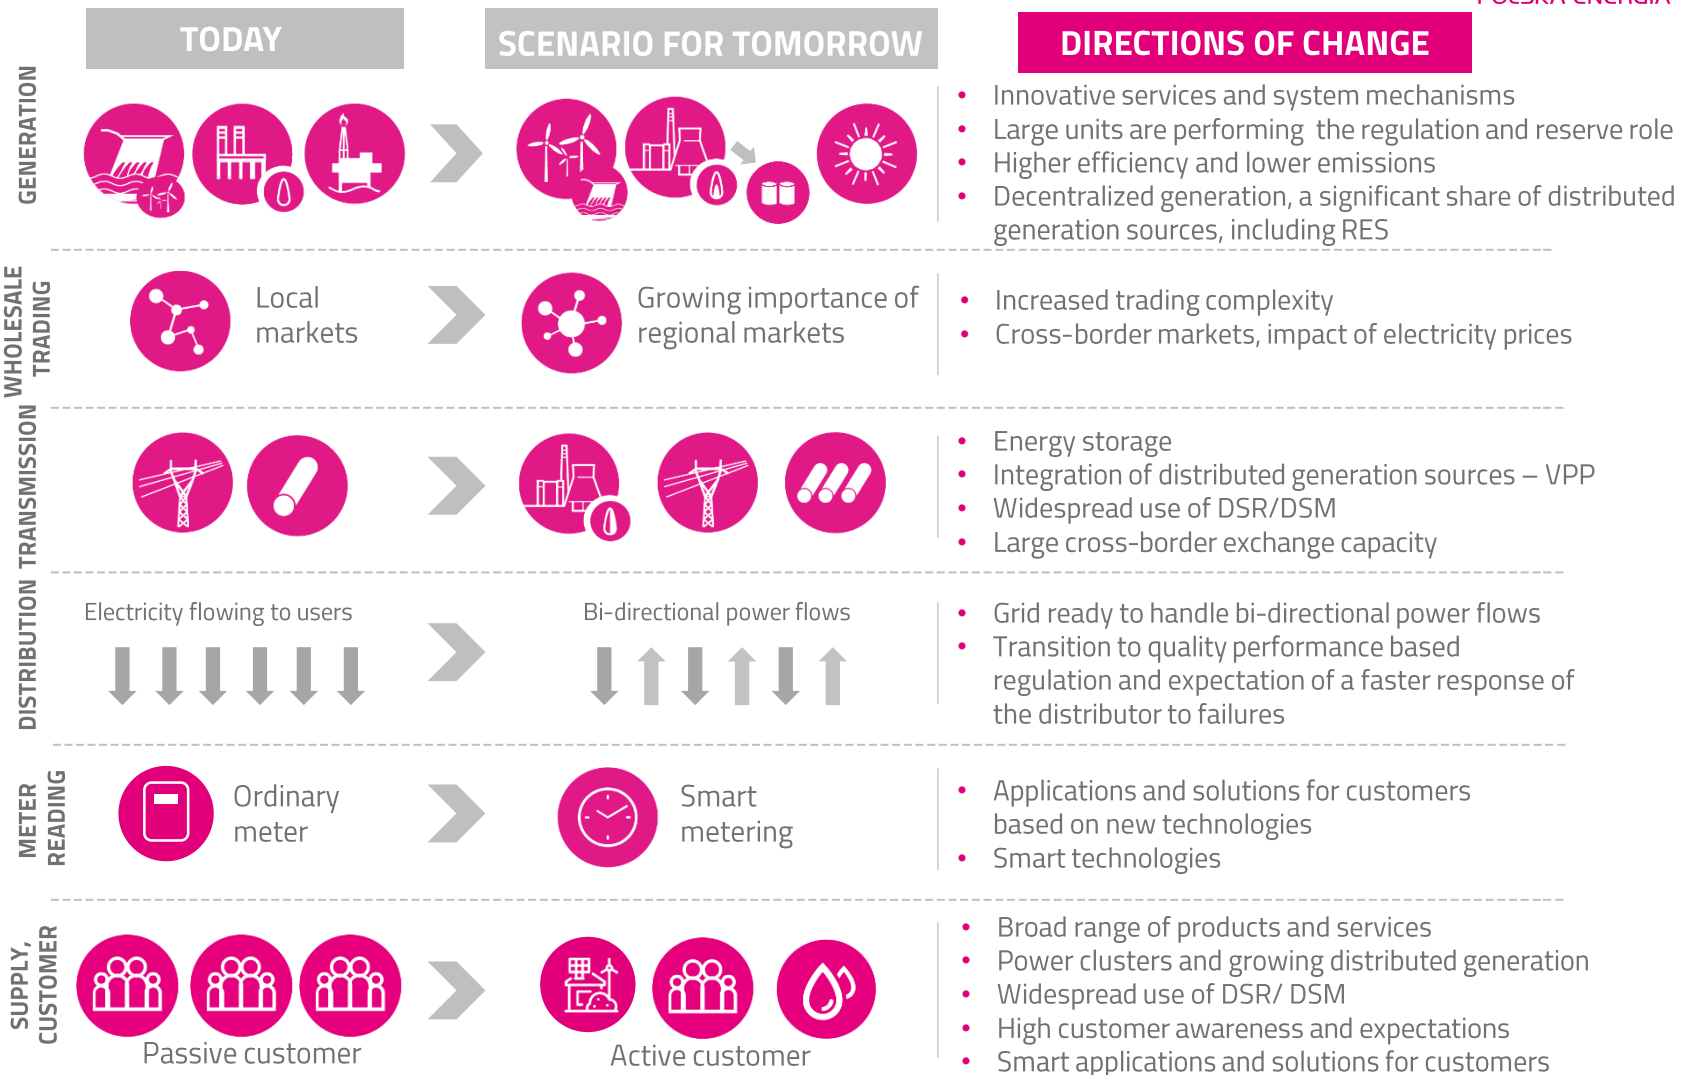 POLSKA ENERGIA
TODAY
SCENARIO FOR TOMORROW
DIRECTIONS OF CHANGE
GENERATION
• Innovative services and system mechanisms
• Large units are performing the regulation and reserve role
• Higher efficiency and lower emissions
• Decentralized generation, a significant share of distributed
generation sources, including RES
WHOLESALE
TRADING
Local
markets
Growing importance of
regional markets
• Increased trading complexity
• Cross-border markets, impact of electricity prices
TRANSMISSION
• Energy storage
• Integration of distributed generation sources – VPP
• Widespread use of DSR/DSM
• Large cross-border exchange capacity
DISTRIBUTION
Electricity flowing to users
Bi-directional power flows
• Grid ready to handle bi-directional power flows
• Transition to quality performance based
regulation and expectation of a faster response of
the distributor to failures
METER
READING
Ordinary
meter
Smart
metering
• Applications and solutions for customers
based on new technologies
• Smart technologies
SUPPLY,
CUSTOMER
Passive customer
Active customer
• Broad range of products and services
• Power clusters and growing distributed generation
• Widespread use of DSR/ DSM
• High customer awareness and expectations
• Smart applications and solutions for customers